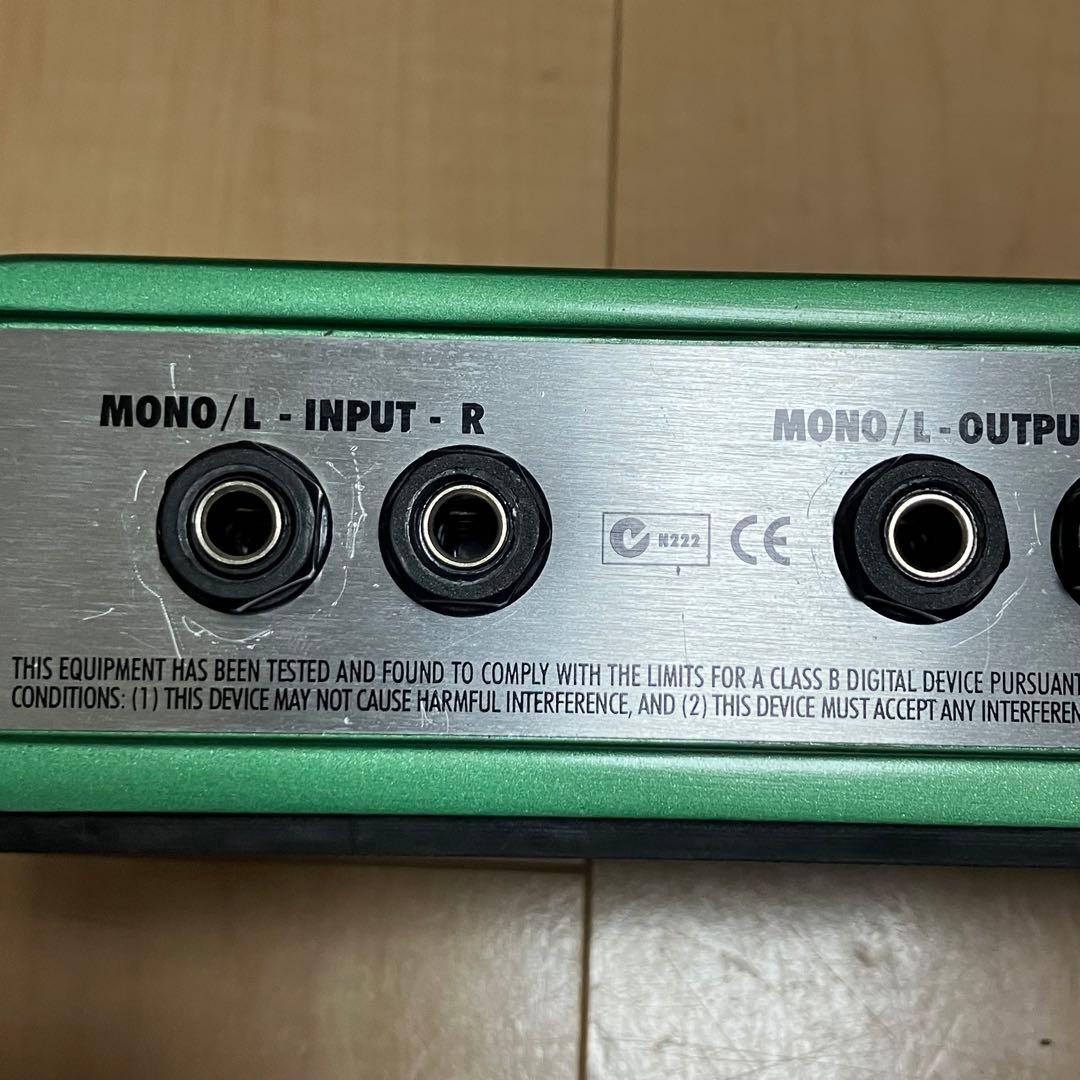 MONO/L - INPUT - R
MONO/L - OUTPU
N222
CE
THIS EQUIPMENT HAS BEEN TESTED AND FOUND TO COMPLY WITH THE LIMITS FOR A CLASS B DIGITAL DEVICE PURSUANT
CONDITIONS: (1) THIS DEVICE MAY NOT CAUSE HARMFUL INTERFERENCE, AND (2) THIS DEVICE MUST ACCEPT ANY INTERFEREN